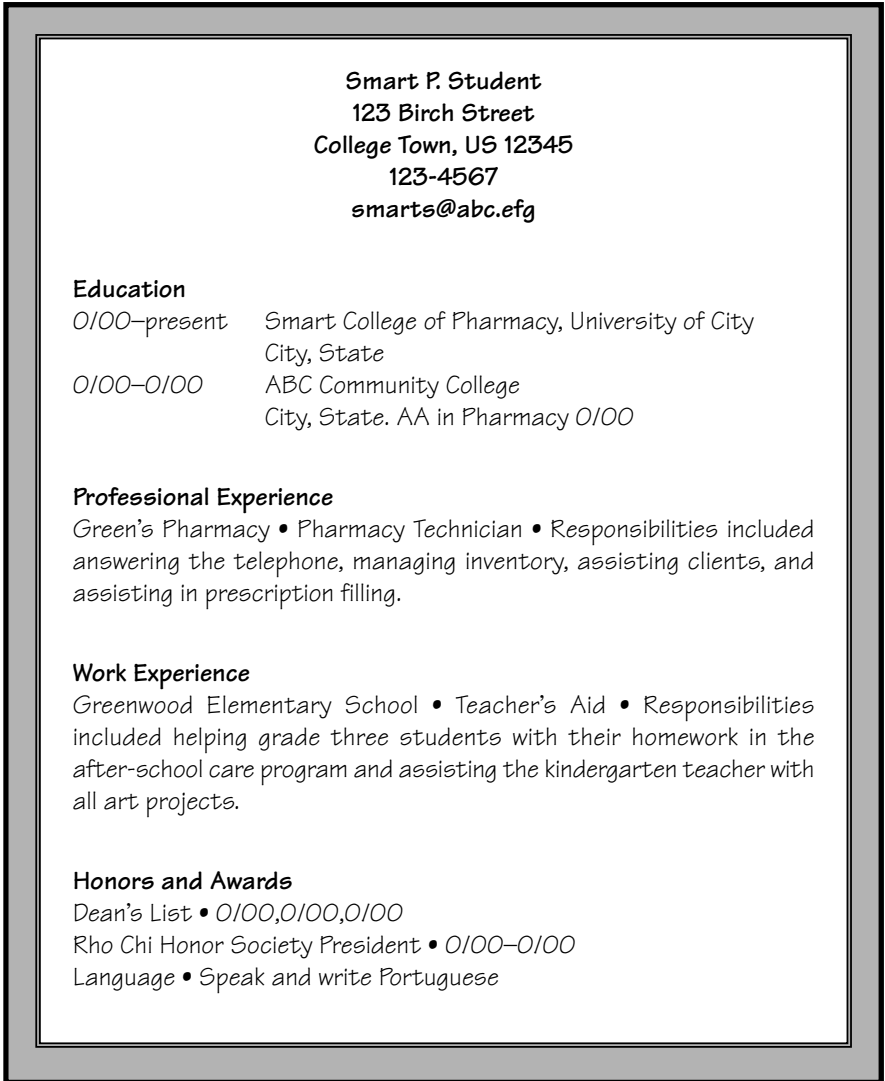 Smart P. Student
123 Birch Street
College Town, US 12345
123-4567
smarts@abc.efg
Education
0/00–present Smart College of Pharmacy, University of City
City, State
0/00–0/00 ABC Community College
City, State. AA in Pharmacy 0/00
Professional Experience
Green's Pharmacy • Pharmacy Technician • Responsibilities included
answering the telephone, managing inventory, assisting clients, and
assisting in prescription filling.
Work Experience
Greenwood Elementary School • Teacher's Aid • Responsibilities
included helping grade three students with their homework in the
after-school care program and assisting the kindergarten teacher with
all art projects.
Honors and Awards
Dean's List • 0/00,0/00,0/00
Rho Chi Honor Society President • 0/00–0/00
Language • Speak and write Portuguese